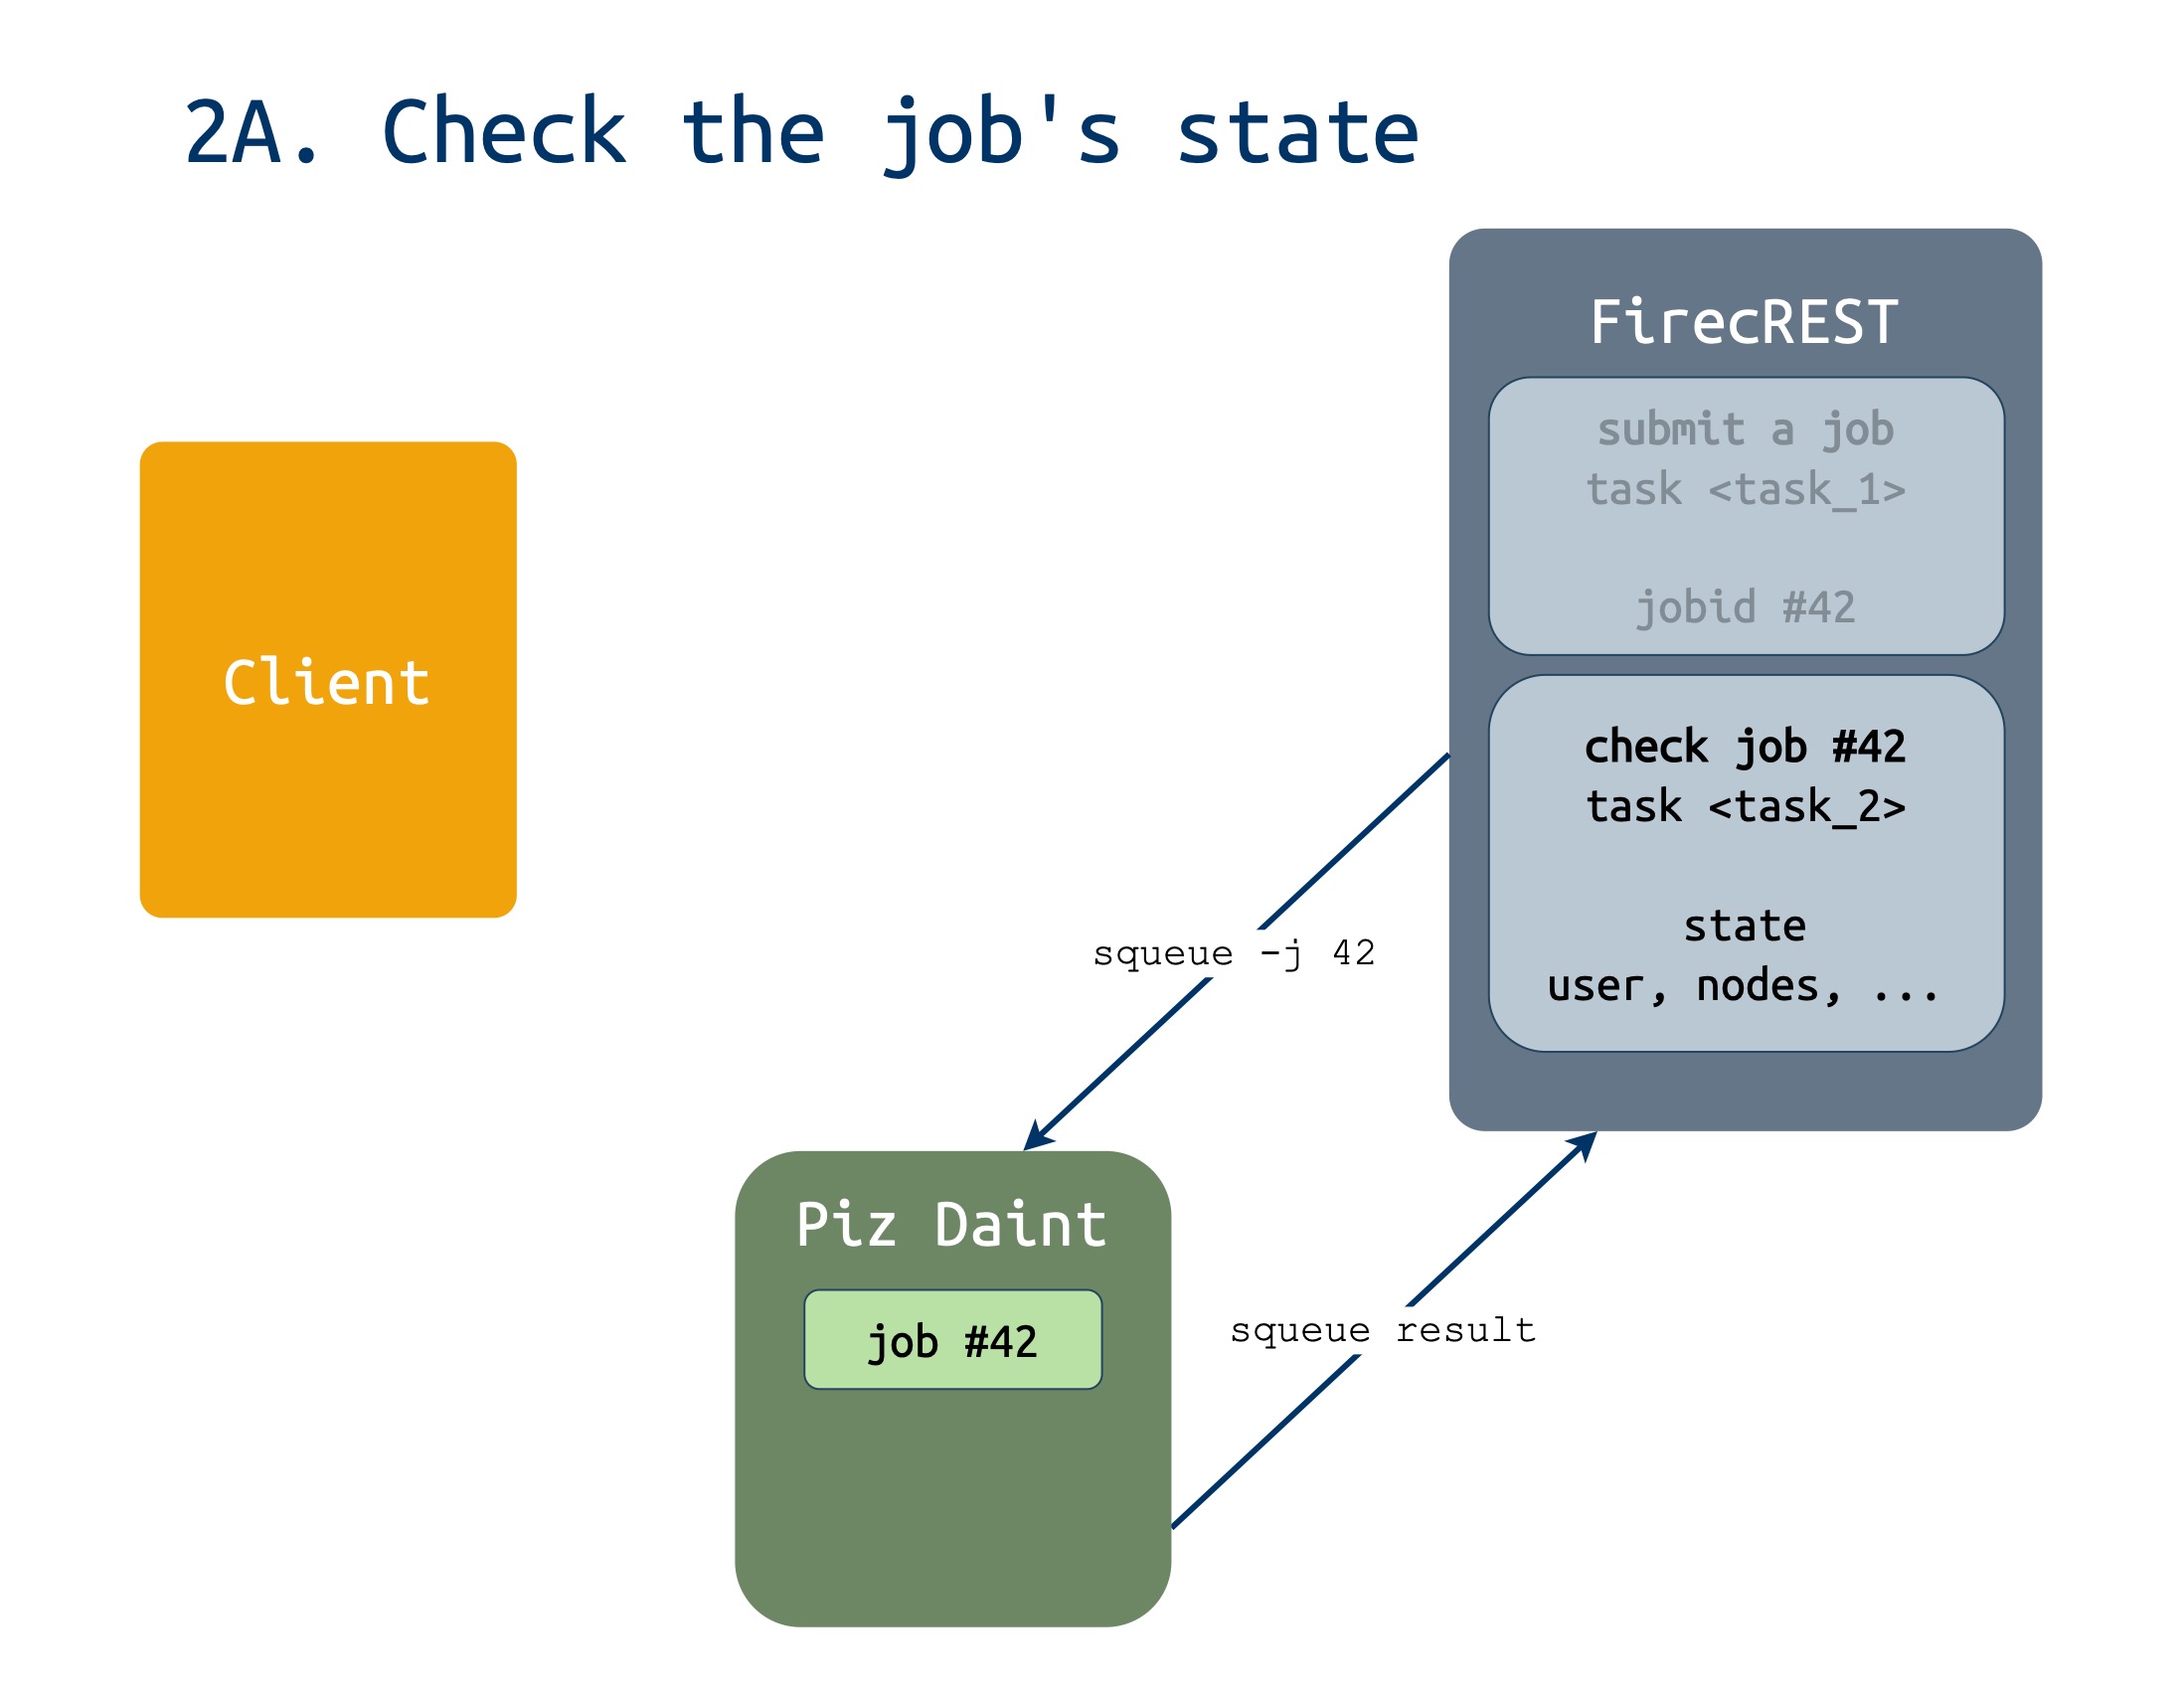 2A. Check the job's state
FirecREST
submit a job
task <task_1>
jobid #42
Client
check job #42
task <task_2>
state
user, nodes, ...
squeue -j 42
Piz Daint
job #42
squeue result